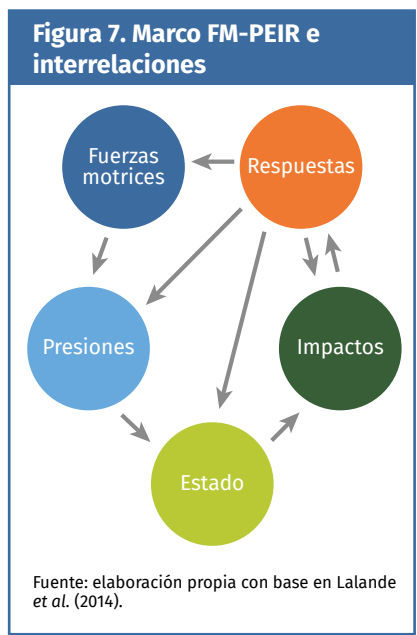 Figura 7. Marco FM-PEIR e
interrelaciones
Fuerzas
motrices
Respuestas
Presiones
Impactos
Estado
Fuente: elaboración propia con base en Lalande
et al. (2014).